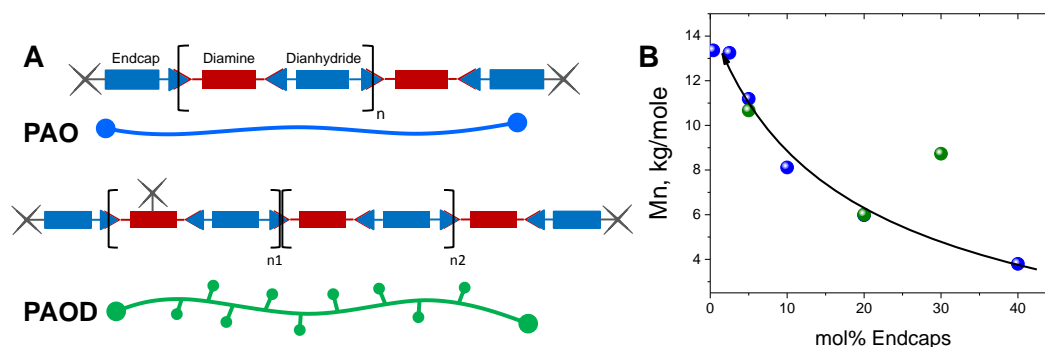 A
Endcap Diamine Dianhydride
n
PAO
n1 n2
PAOD
B
Mn, kg/mole
14
12
10
8
6
4
0 10 20 30 40
mol% Endcaps